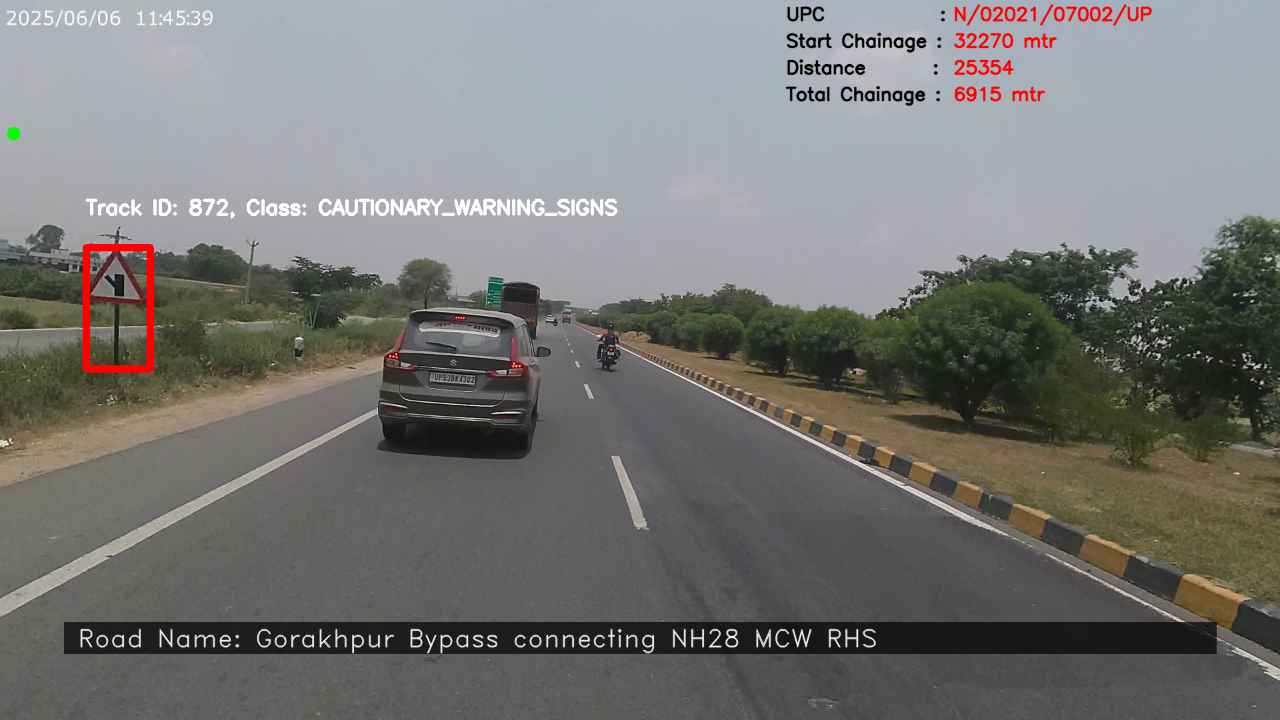 2025/06/06 11:45:39
UPC : N/02021/07002/UP
Start Chainage : 32270 mtr
Distance : 25354
Total Chainage : 6915 mtr
Track ID: 872, Class: CAUTIONARY_WARNING_SIGNS
Road Name: Gorakhpur Bypass connecting NH28 MCW RHS